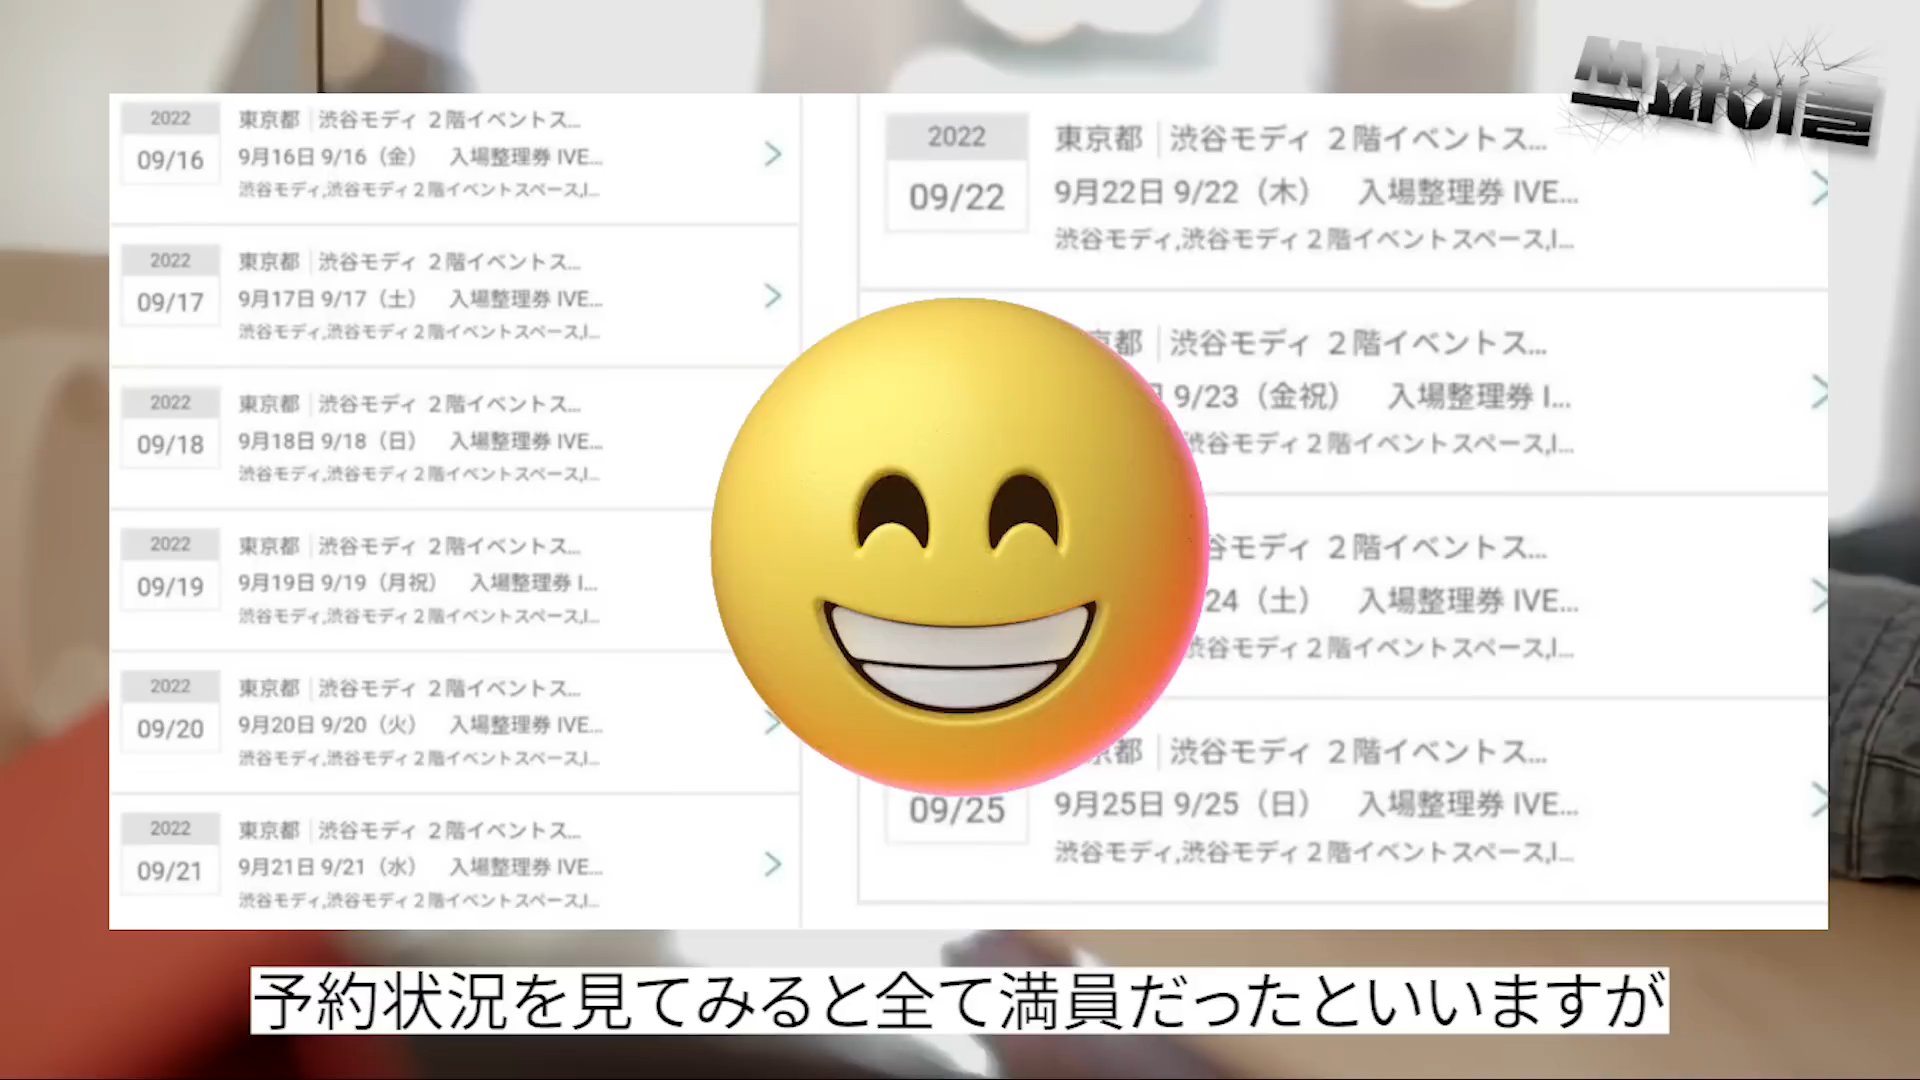 2022
09/16
東京都 渋谷モディ ２階イベントス...
9月16日 9/16（金） 入場整理券 IVE...
渋谷モディ,渋谷モディ２階イベントスペース,I...
2022
09/17
東京都 渋谷モディ ２階イベントス...
9月17日 9/17（土） 入場整理券 IVE...
渋谷モディ,渋谷モディ２階イベントスペース,I...
2022
09/18
東京都 渋谷モディ ２階イベントス...
9月18日 9/18（日） 入場整理券 IVE...
渋谷モディ,渋谷モディ２階イベントスペース,I...
2022
09/19
東京都 渋谷モディ ２階イベントス...
9月19日 9/19（月祝） 入場整理券 I...
渋谷モディ,渋谷モディ２階イベントスペース,I...
2022
09/20
東京都 渋谷モディ ２階イベントス...
9月20日 9/20（火） 入場整理券 IVE...
渋谷モディ,渋谷モディ２階イベントスペース,I...
2022
09/21
東京都 渋谷モディ ２階イベントス...
9月21日 9/21（水） 入場整理券 IVE...
渋谷モディ,渋谷モディ２階イベントスペース,I...
2022
09/22
東京都 渋谷モディ ２階イベントス...
9月22日 9/22（木） 入場整理券 IVE...
渋谷モディ,渋谷モディ２階イベントスペース,I...
京都 渋谷モディ ２階イベントス...
9/23（金祝） 入場整理券 I...
渋谷モディ２階イベントスペース,I...
谷モディ ２階イベントス...
24（土） 入場整理券 IVE...
渋谷モディ２階イベントスペース,I...
09/25
京都 渋谷モディ ２階イベントス...
9月25日 9/25（日） 入場整理券 IVE...
渋谷モディ,渋谷モディ２階イベントスペース,I...
쓰파이들
予約状況を見てみると全て満員だったといいますが